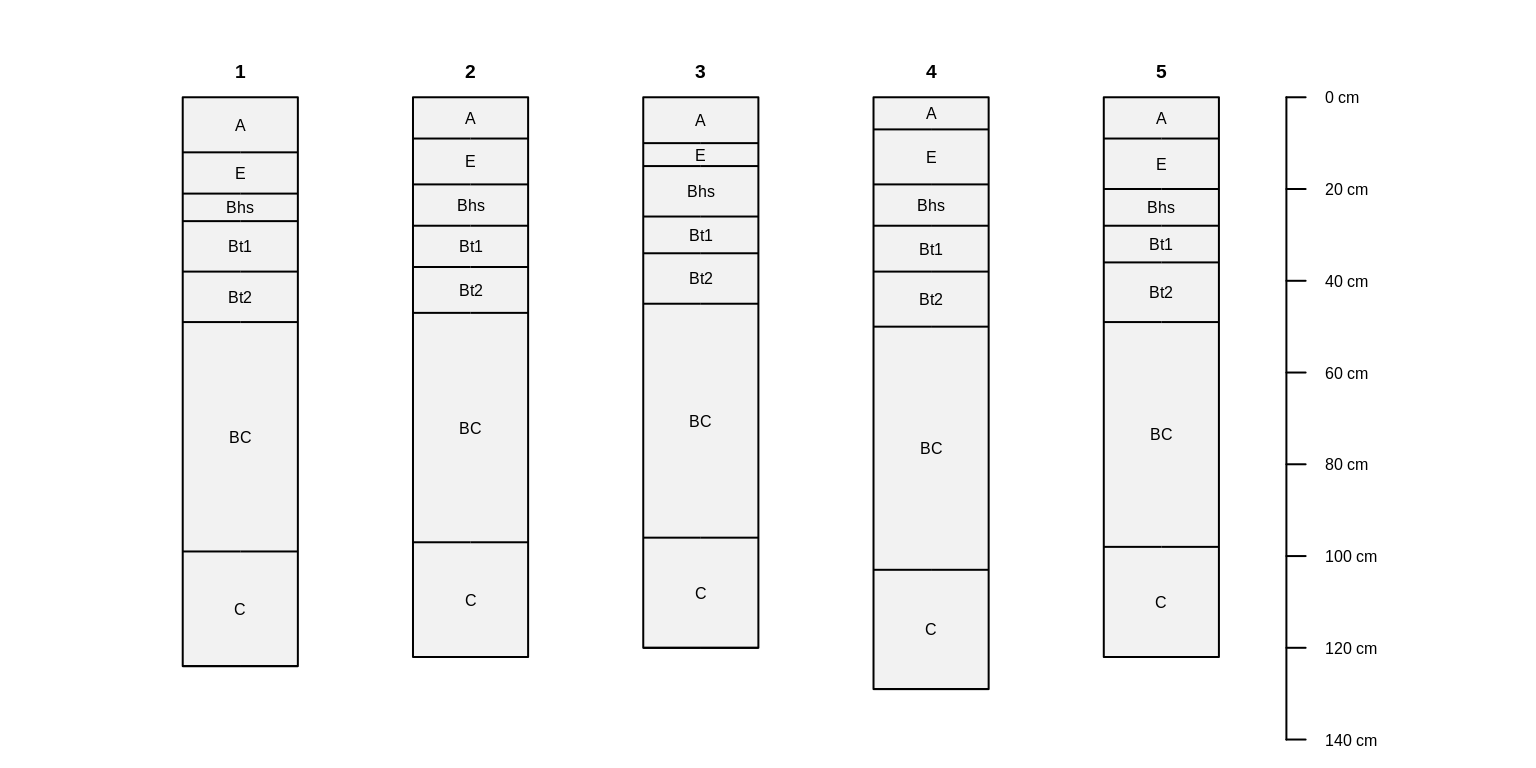 1 2 3 4 5
A E Bhs Bt1 Bt2 BC C
A E Bhs Bt1 Bt2 BC C
A E Bhs Bt1 Bt2 BC C
A E Bhs Bt1 Bt2 BC C
A E Bhs Bt1 Bt2 BC C
0 cm
20 cm
40 cm
60 cm
80 cm
100 cm
120 cm
140 cm